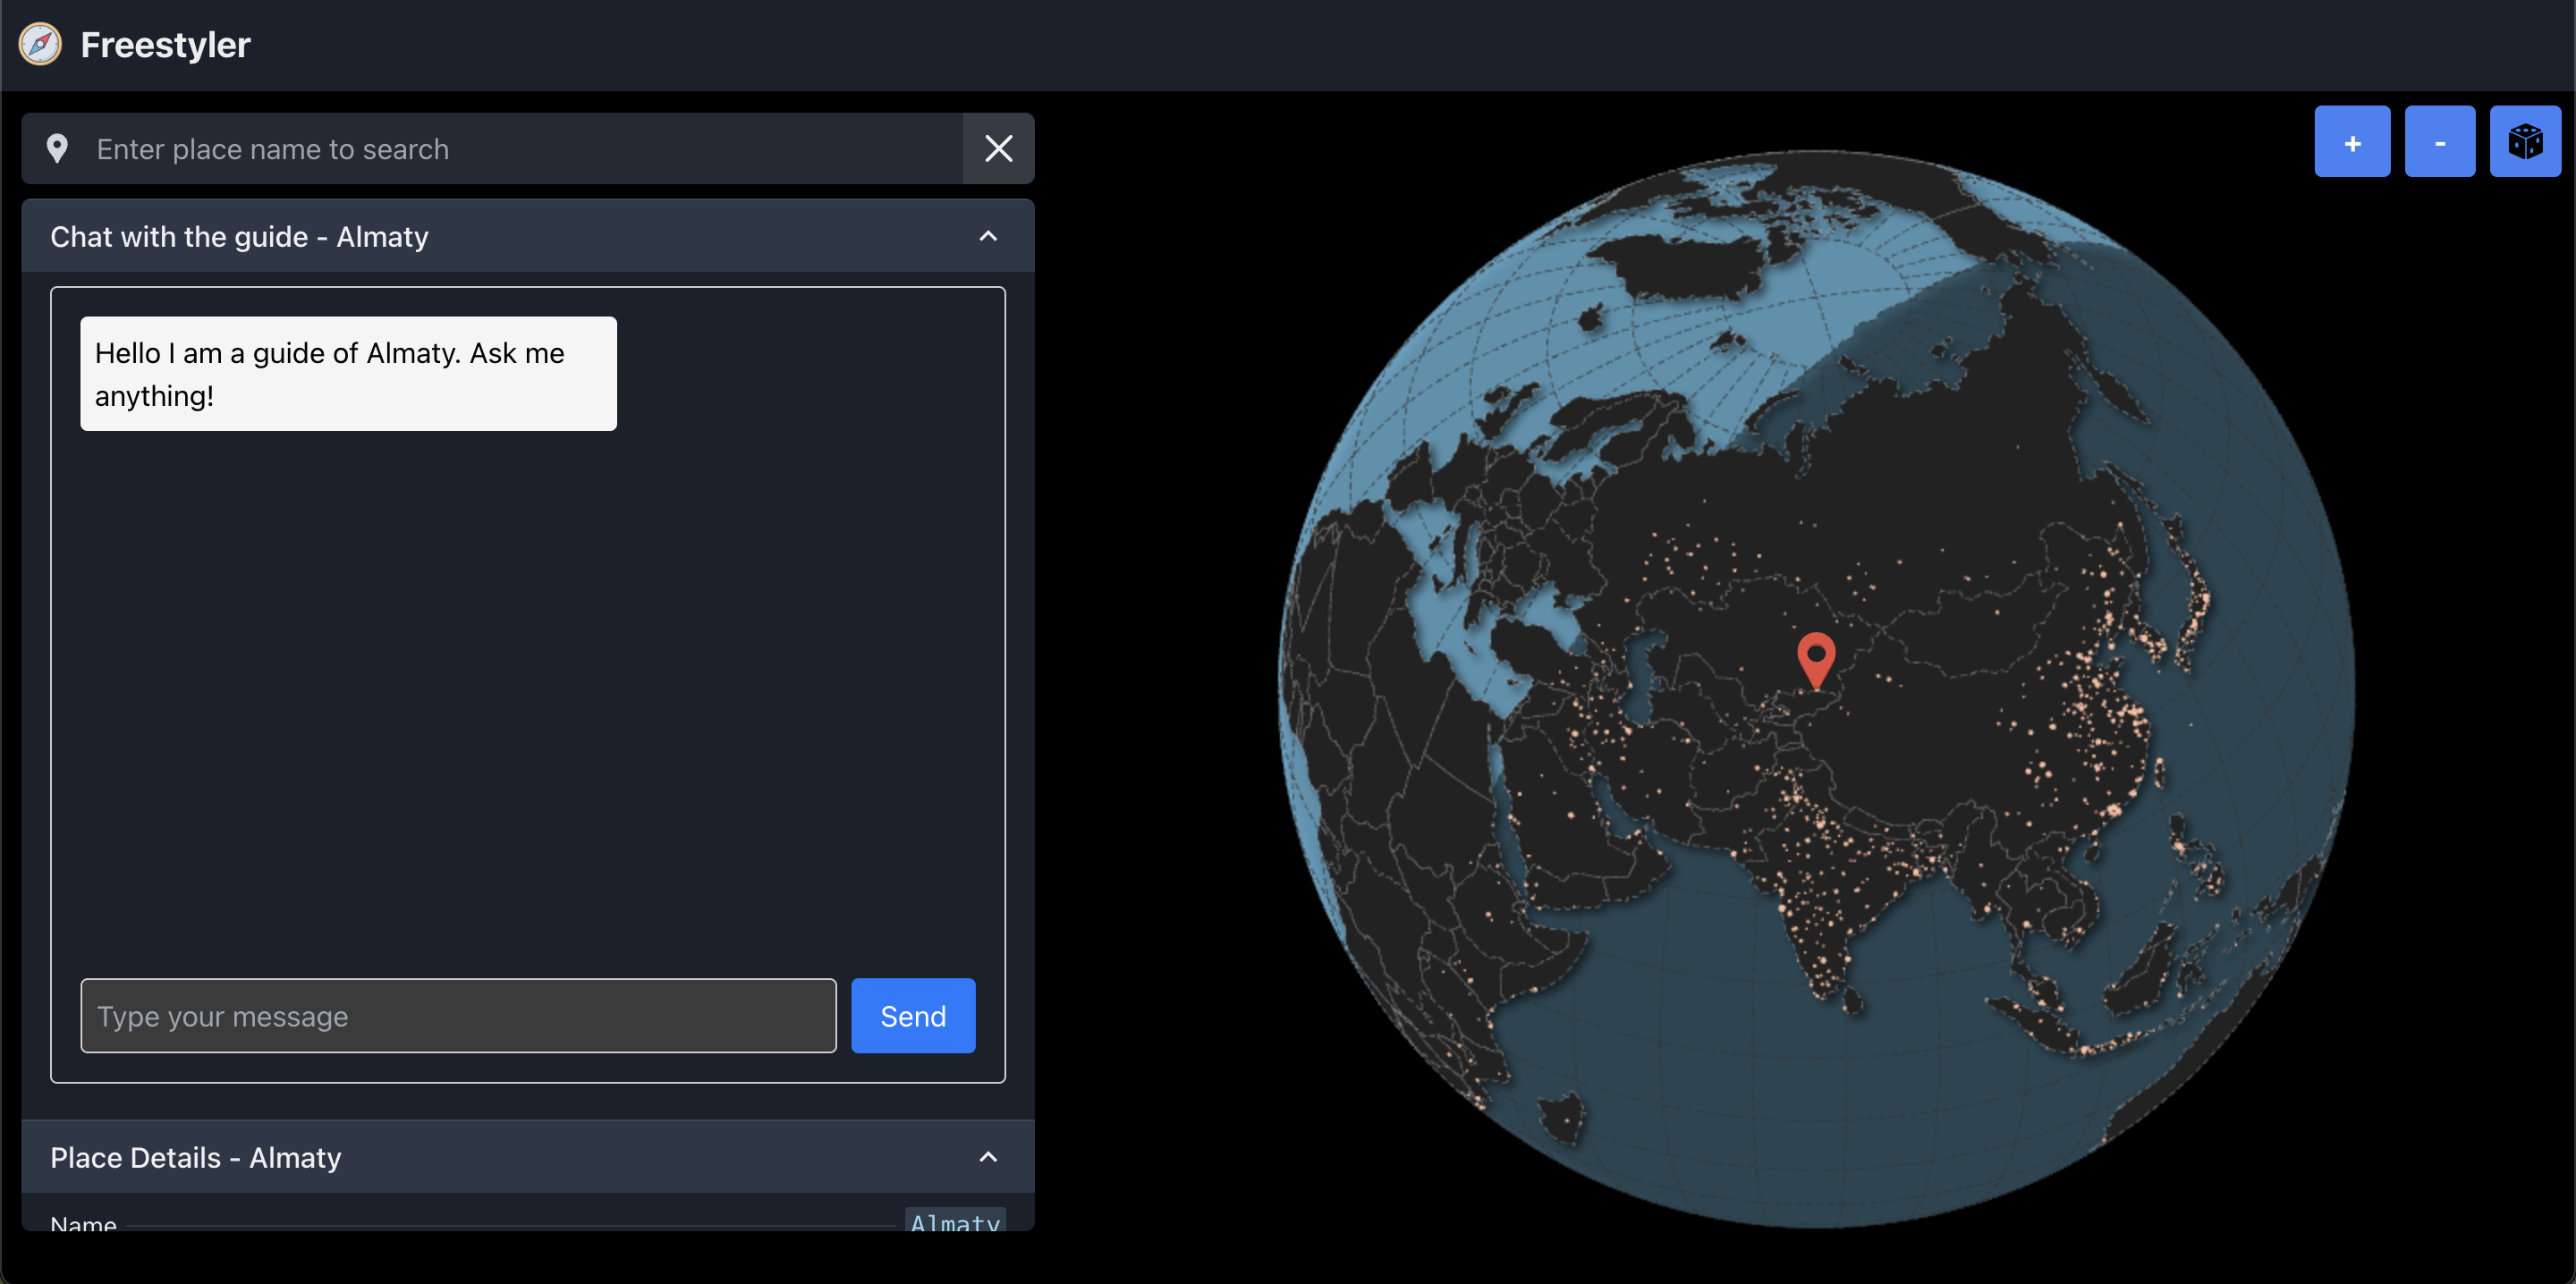 Freestyler
Enter place name to search
+
-
Chat with the guide - Almaty
Hello I am a guide of Almaty. Ask me
anything!
Type your message
Send
Place Details - Almaty
Name
Almaty